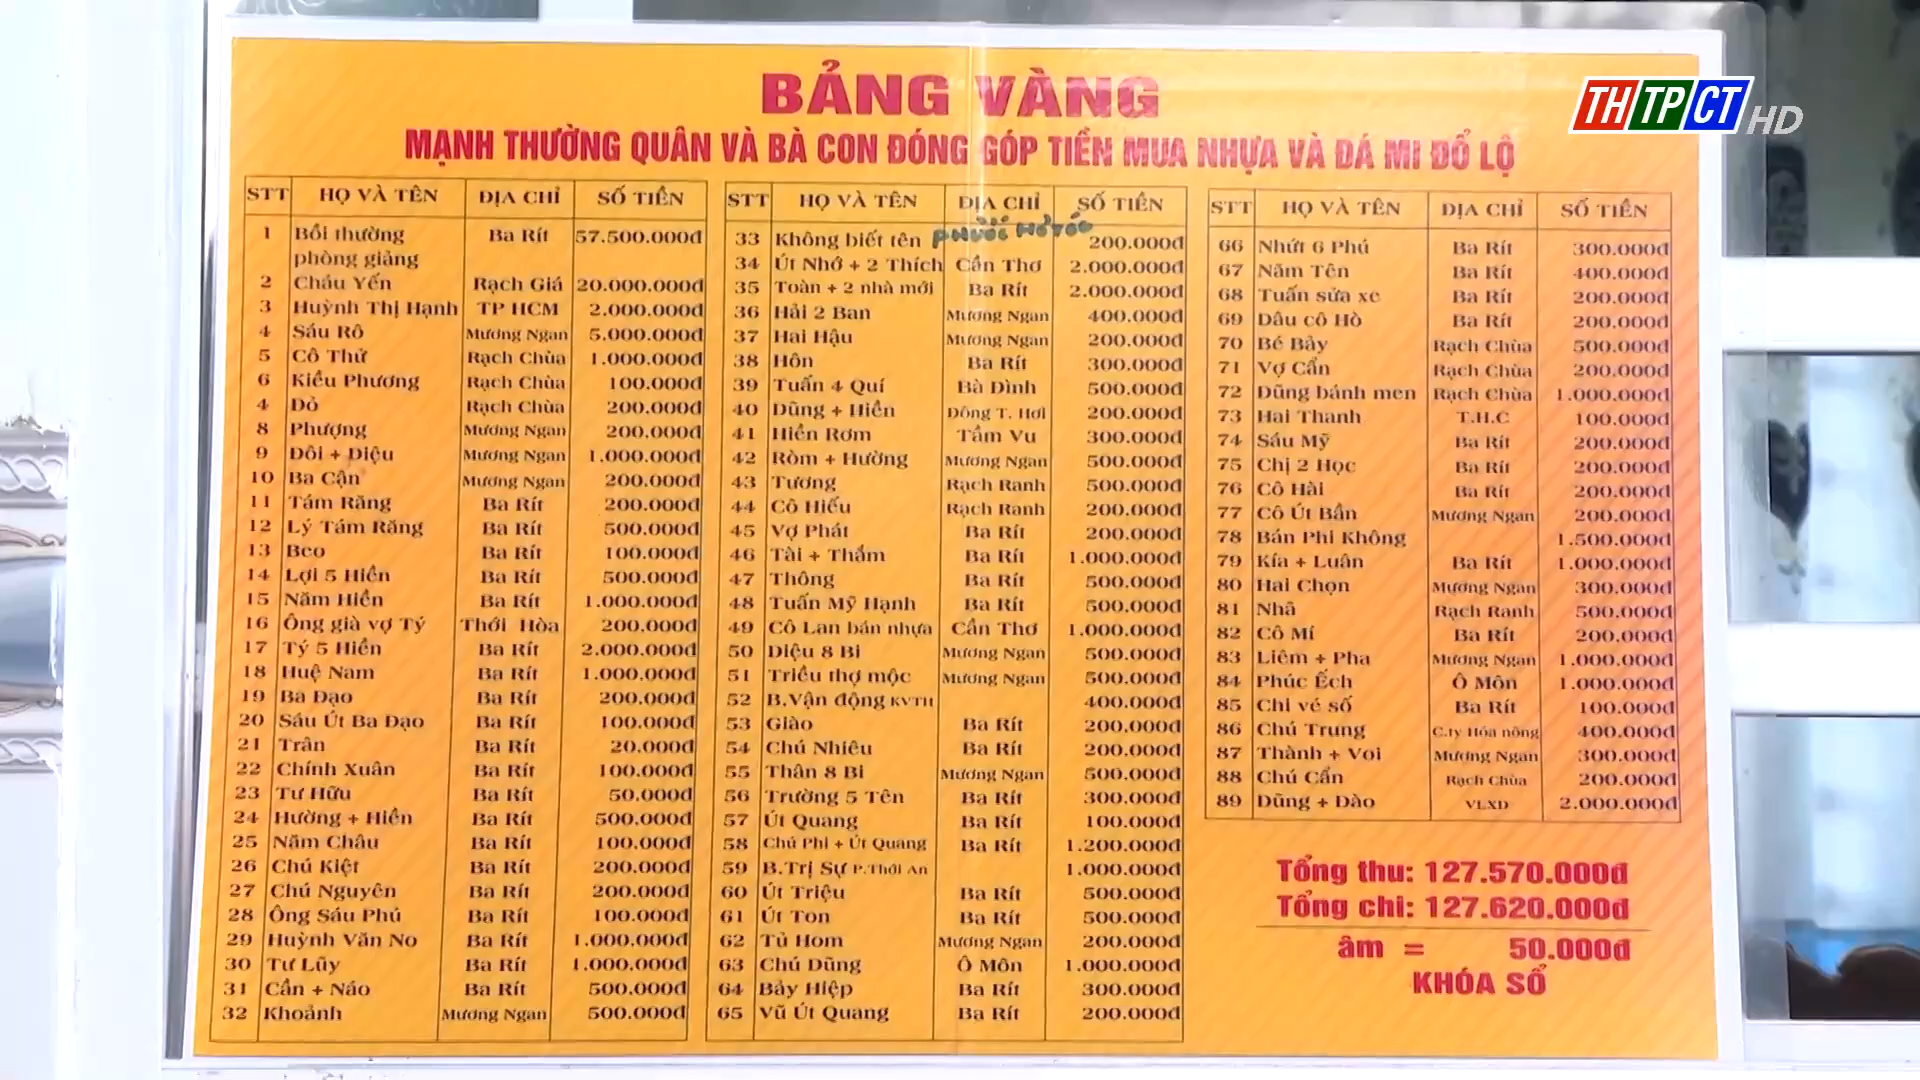 BẢNG VÀNG
THTPCT HD
MẠNH THƯỜNG QUÂN VÀ BÀ CON ĐÓNG GÓP TIỀN MUA NHỰA VÀ ĐÁ MI ĐỔ LỘ
STT HỌ VÀ TÊN ĐỊA CHỈ SỐ TIỀN
1 Bồi thường Ba Rít 57.500.000đ
phòng giảng
2 Cháu Yến Rạch Giá 20.000.000đ
3 Huỳnh Thị Hạnh TP HCM 2.000.000đ
4 Sáu Rô Mương Ngan 5.000.000đ
5 Cô Thứ Rạch Chùa 1.000.000đ
6 Kiều Phương Rạch Chùa 100.000đ
4 Dỏ Rạch Chùa 200.000đ
8 Phượng Mương Ngan 200.000đ
9 Đôi + Diệu Mương Ngan 1.000.000đ
10 Ba Cận Mương Ngan 200.000đ
11 Tám Răng Ba Rít 200.000đ
12 Lý Tám Răng Ba Rít 500.000đ
13 Beo Ba Rít 100.000đ
14 Lợi 5 Hiền Ba Rít 500.000đ
15 Năm Hiền Ba Rít 1.000.000đ
16 Ông già vợ Tý Thới Hòa 200.000đ
17 Tý 5 Hiền Ba Rít 2.000.000đ
18 Huệ Nam Ba Rít 1.000.000đ
19 Ba Đạo Ba Rít 200.000đ
20 Sáu Út Ba Đạo Ba Rít 100.000đ
21 Trân Ba Rít 20.000đ
22 Chính Xuân Ba Rít 100.000đ
23 Tư Hữu Ba Rít 50.000đ
24 Hường + Hiền Ba Rít 500.000đ
25 Năm Châu Ba Rít 100.000đ
26 Chú Kiệt Ba Rít 200.000đ
27 Chú Nguyên Ba Rít 200.000đ
28 Ông Sáu Phú Ba Rít 100.000đ
29 Huỳnh Văn No Ba Rít 1.000.000đ
30 Tư Lũy Ba Rít 1.000.000đ
31 Cần + Náo Ba Rít 500.000đ
32 Khoảnh Mương Ngan 500.000đ
STT HỌ VÀ TÊN ĐỊA CHỈ SỐ TIỀN
33 Không biết tên 200.000đ
34 Út Nhớ + 2 Thích Cần Thơ 2.000.000đ
35 Toàn + 2 nhà mới Ba Rít 2.000.000đ
36 Hải 2 Ban Mương Ngan 400.000đ
37 Hai Hậu Mương Ngan 200.000đ
38 Hôn Ba Rít 300.000đ
39 Tuấn 4 Quí Bà Đình 500.000đ
40 Dũng + Hiền Đông T. Hơi 200.000đ
41 Hiền Rơm Tầm Vu 300.000đ
42 Ròm + Hường Mương Ngan 500.000đ
43 Tương Rạch Ranh 500.000đ
44 Cô Hiếu Rạch Ranh 200.000đ
45 Vợ Phát Ba Rít 200.000đ
46 Tài + Thắm Ba Rít 1.000.000đ
47 Thông Ba Rít 500.000đ
48 Tuấn Mỹ Hạnh Ba Rít 500.000đ
49 Cô Lan bán nhựa Cần Thơ 1.000.000đ
50 Diệu 8 Bi Mương Ngan 500.000đ
51 Triều thợ mộc Mương Ngan 500.000đ
52 B.Vận động KVTH 400.000đ
53 Giào Ba Rít 200.000đ
54 Chú Nhiêu Ba Rít 200.000đ
55 Thân 8 Bi Mương Ngan 500.000đ
56 Trường 5 Tên Ba Rít 300.000đ
57 Út Quang Ba Rít 100.000đ
58 Chú Phi + Út Quang Ba Rít 1.200.000đ
59 B.Trị Sự P.Thới An 1.000.000đ
60 Út Triệu Ba Rít 500.000đ
61 Út Ton Ba Rít 500.000đ
62 Tủ Hom Mương Ngan 200.000đ
63 Chú Dũng Ô Môn 1.000.000đ
64 Bảy Hiệp Ba Rít 300.000đ
65 Vũ Út Quang Ba Rít 200.000đ
STT HỌ VÀ TÊN ĐỊA CHỈ SỐ TIỀN
66 Nhứt 6 Phú Ba Rít 300.000đ
67 Năm Tên Ba Rít 400.000đ
68 Tuấn sửa xe Ba Rít 200.000đ
69 Dâu cô Hò Ba Rít 200.000đ
70 Bé Bảy Rạch Chùa 500.000đ
71 Vợ Cẩn Rạch Chùa 200.000đ
72 Dũng bánh men Rạch Chùa 1.000.000đ
73 Hai Thanh T.H.C 100.000đ
74 Sáu Mỹ Ba Rít 200.000đ
75 Chị 2 Học Ba Rít 200.000đ
76 Cô Hài Ba Rít 200.000đ
77 Cô Út Bần Mương Ngan 200.000đ
78 Bán Phi Không 1.500.000đ
79 Kía + Luân Ba Rít 1.000.000đ
80 Hai Chọn Mương Ngan 300.000đ
81 Nhã Rạch Ranh 500.000đ
82 Cô Mí Ba Rít 200.000đ
83 Liêm + Pha Mương Ngan 1.000.000đ
84 Phúc Ếch Ô Môn 1.000.000đ
85 Chi vé số Ba Rít 100.000đ
86 Chú Trung C.ty Hóa nông 400.000đ
87 Thành + Voi Mương Ngan 300.000đ
88 Chú Cẩn Rạch Chùa 200.000đ
89 Dũng + Đào VLXD 2.000.000đ
Tổng thu: 127.570.000đ
Tổng chi: 127.620.000đ
âm = 50.000đ
KHÓA SỔ